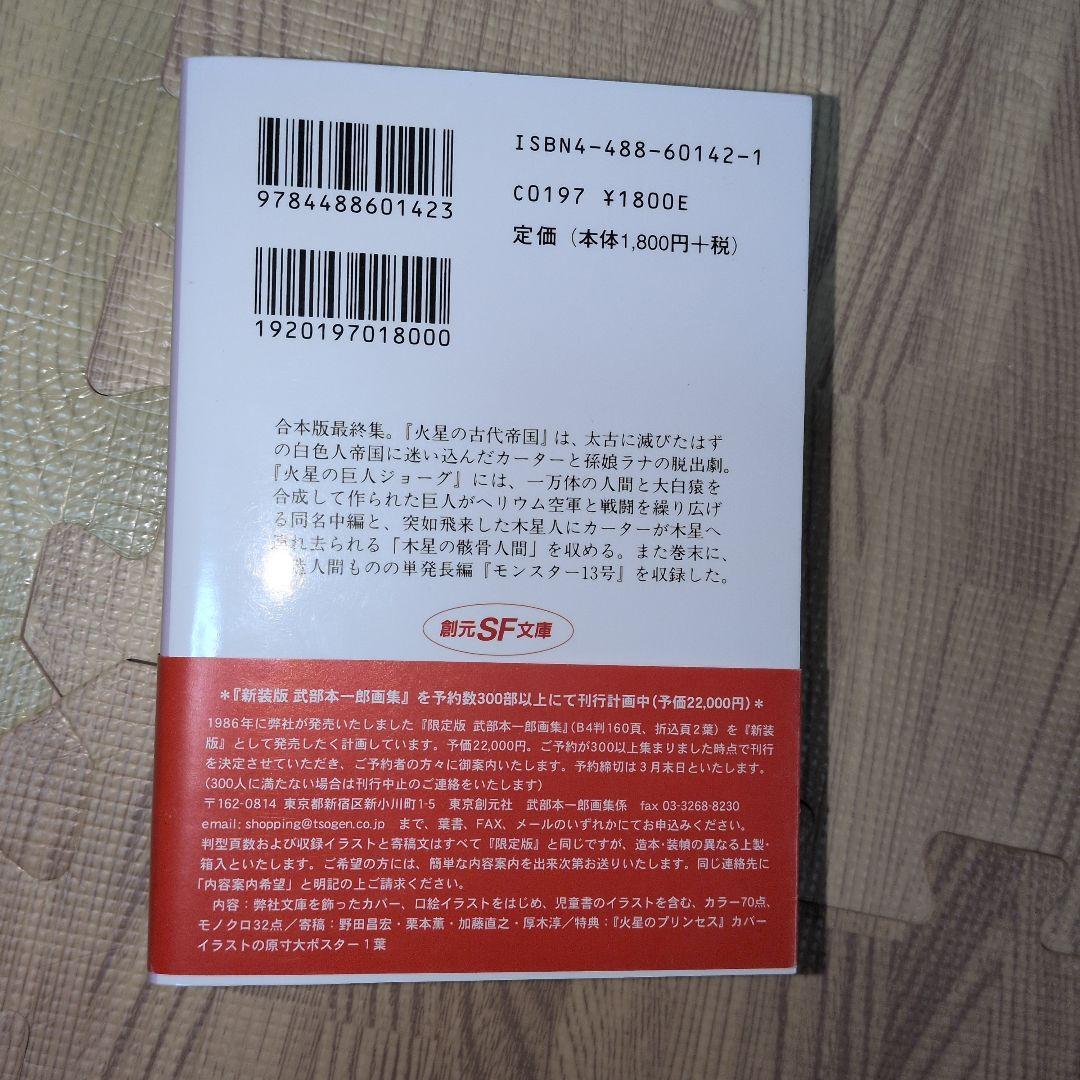 ISBN4-488-60142-1
9784488601423
C0197 ¥1800E
定価（本体1,800円＋税）
1920197018000
合本版最終集。『火星の古代帝国』は、太古に滅びたはず
の白色人帝国に迷い込んだカーターと孫娘ラナの脱出劇。
『火星の巨人ジョーグ』には、一万体の人間と大白猿を
合成して作られた巨人がヘリウム空軍と戦闘を繰り広げ
る同名中編と、突如飛来した木星人にカーターが木星へ
連れ去られる「木星の骸骨人間」を収める。また巻末に、
造人間ものの単発長編『モンスター13号』を収録した。
創元SF文庫
＊『新装版 武部本一郎画集』を予約数300部以上にて刊行計画中（予価22,000円）＊
1986年に弊社が発売いたしました『限定版 武部本一郎画集』（B4判160頁、折込頁2葉）を『新装
版』として発売したく計画しています。予価22,000円。ご予約が300以上集まりました時点で刊行
を決定させていただき、ご予約者の方々に御案内いたします。予約締切は3月末日といたします。
（300人に満たない場合は刊行中止のご連絡をいたします）
〒162-0814 東京都新宿区新小川町1-5 東京創元社 武部本一郎画集係 fax 03-3268-8230
email: shopping@tsogen.co.jp まで、葉書、FAX、メールのいずれかにてお申込みください。
判型頁数および収録イラストと寄稿文はすべて『限定版』と同じですが、造本・装幀の異なる上製・
箱入といたします。ご希望の方には、簡単な内容案内を出来次第お送りいたします。同じ連絡先に
「内容案内希望」と明記の上ご請求ください。
内容：弊社文庫を飾ったカバー、口絵イラストをはじめ、児童書のイラストを含む、カラー70点、
モノクロ32点／寄稿：野田昌宏・栗本薫・加藤直之・厚木淳／特典：『火星のプリンセス』カバー
イラストの原寸大ポスター1葉